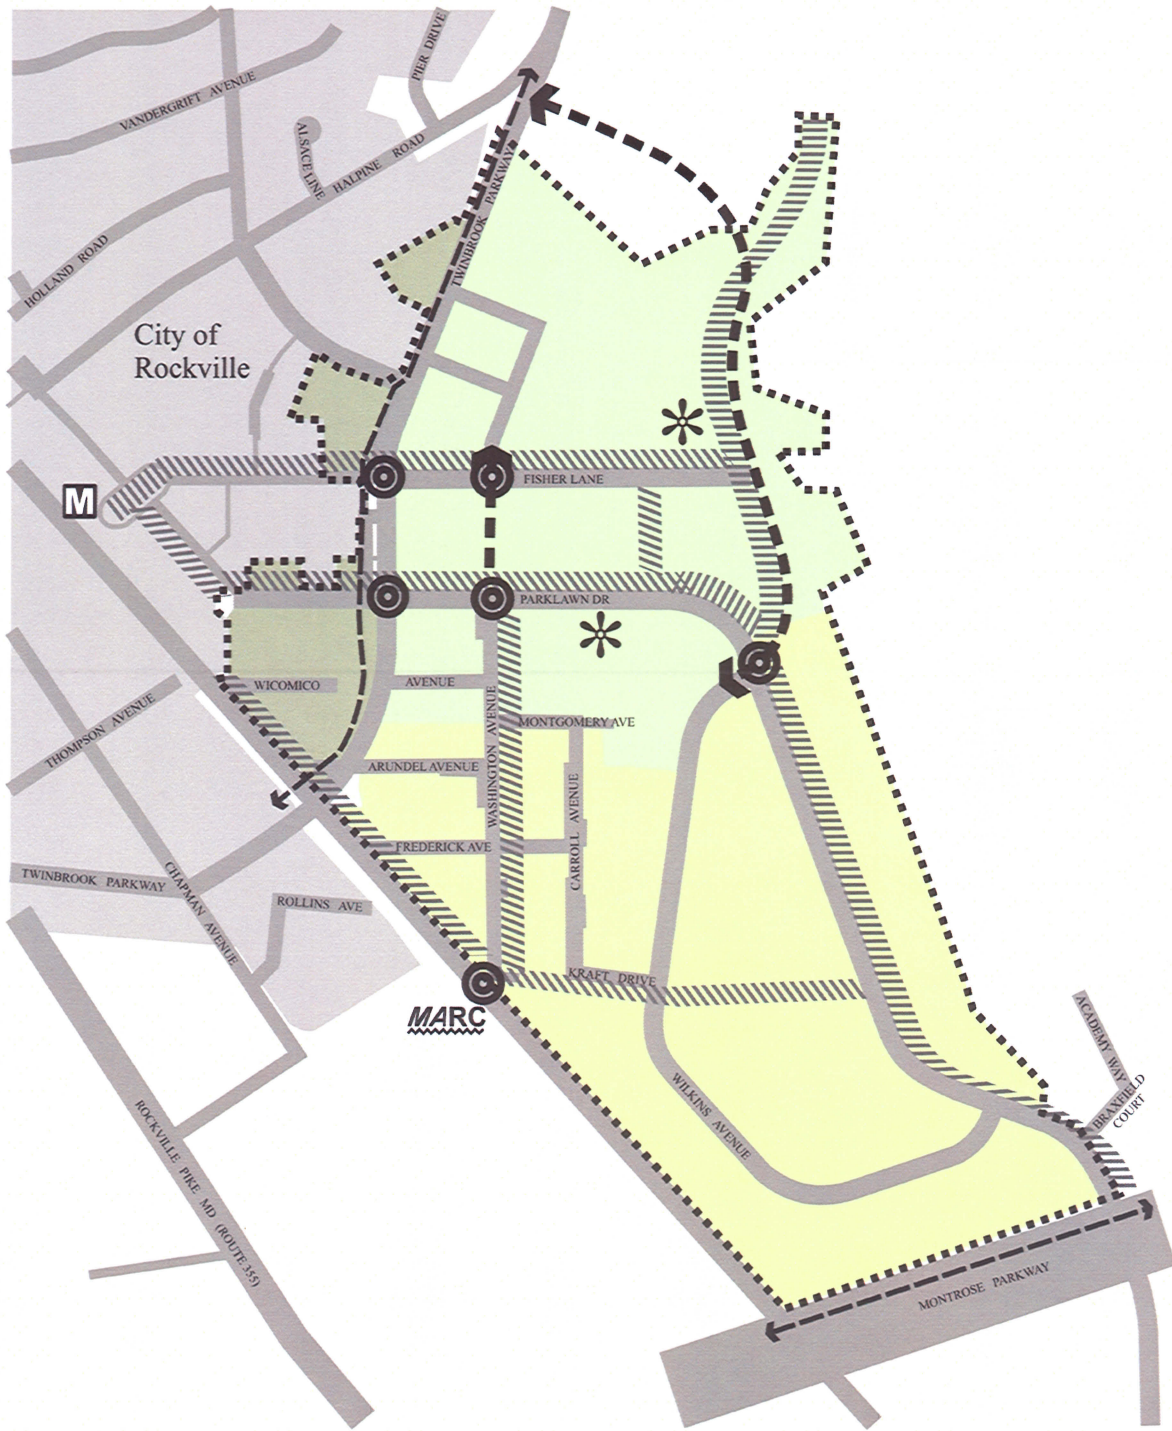 PIER DRIVE
VANDERGRIFT AVENUE
ALSACE LINE
HALPINE ROAD
TWINBROOK PARKWAY
HOLLAND ROAD
City of
Rockville
M
FISHER LANE
PARKLAWN DR
WICOMICO
AVENUE
THOMPSON AVENUE
WASHINGTON AVENUE
MONTGOMERY AVE
ARUNDEL AVENUE
CARROLL AVENUE
FREDERICK AVE
TWINBROOK PARKWAY
CHAPMAN AVENUE
ROLLINS AVE
KRAFT DRIVE
MARC
ACADEMY WAY
BRAXFIELD
COURT
WILKINS AVENUE
ROCKVILLE PIKE MD (ROUTE 355)
MONTROSE PARKWAY